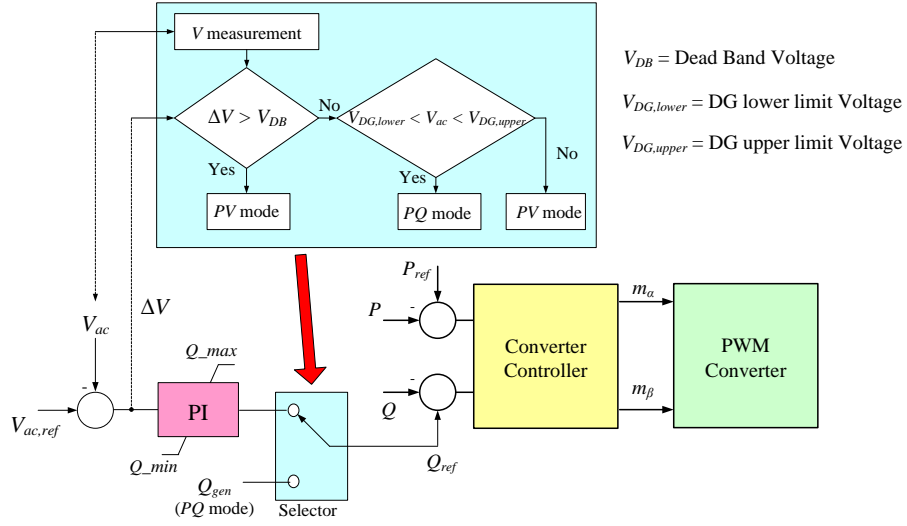 V measurement
ΔV > V_DB
No
V_DG,lower < V_ac < V_DG,upper
No
Yes
Yes
PV mode
PQ mode
PV mode
V_DB = Dead Band Voltage
V_DG,lower = DG lower limit Voltage
V_DG,upper = DG upper limit Voltage
P_ref
ΔV
V_ac
P
-
Converter
Controller
m_α
PWM
Converter
m_β
Q_max
-
PI
-
Q
V_ac,ref
Q_min
Q_ref
Q_gen
(PQ mode)
Selector